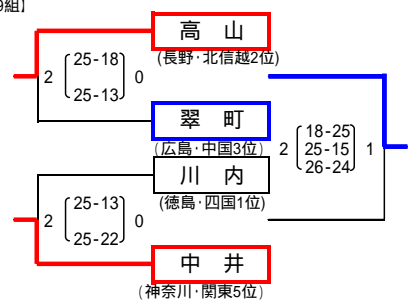 9組】
高 山
(長野・北信越2位)
2 25-18 0
25-13
翠 町
(広島・中国3位)
2 18-25 1
25-15
26-24
川 内
(徳島・四国1位)
2 25-13 0
25-22
中 井
(神奈川・関東5位)